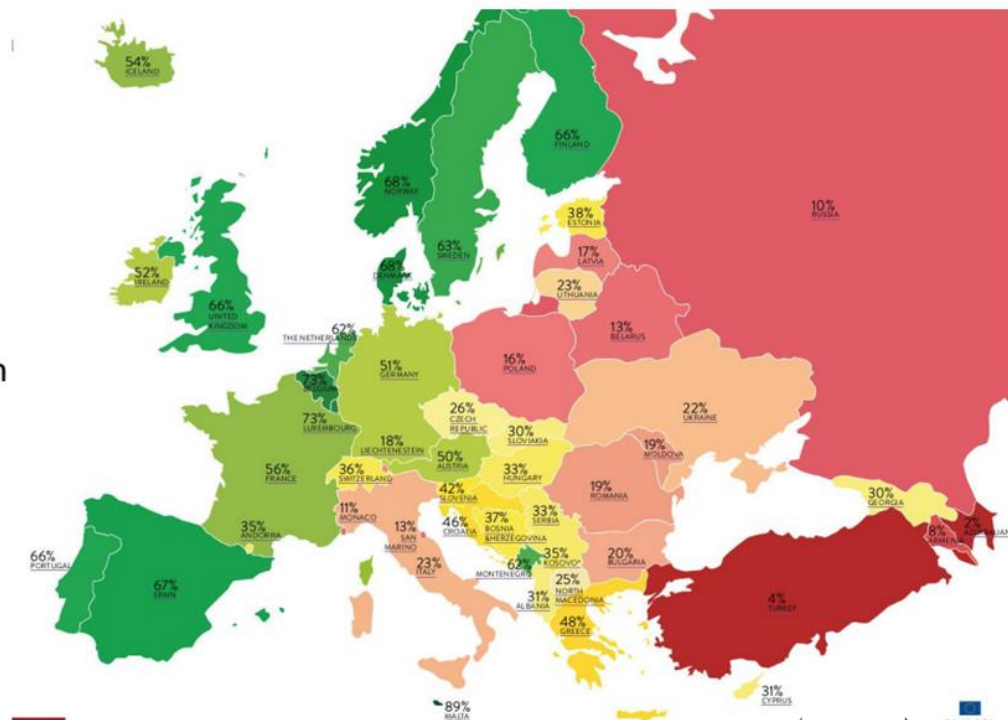 54%
ICELAND
66%
FINLAND
68%
NORWAY
63%
SWEDEN
10%
RUSSIA
38%
ESTONIA
17%
LATVIA
23%
LITHUANIA
68%
DENMARK
52%
IRELAND
66%
UNITED
KINGDOM
62%
THE NETHERLANDS
13%
BELARUS
n
51%
GERMANY
16%
POLAND
73%
73%
LUXEMBOURG
26%
CZECH
REPUBLIC
22%
UKRAINE
30%
SLOVIAKIA
18%
LIECHTENESTEIN
50%
AUSTRIA
19%
MOLDOVA
56%
FRANCE
36%
SWITZERLAND
33%
HUNGARY
19%
ROMANIA
42%
SLOVENIA
30%
GEORGIA
11%
MONACO
13%
SAN
MARINO
46%
CROATIA
37%
BOSNIA
&HERZEGOVINA
33%
SERBIA
35%
ANDORRA
8%
ARMENIA
2%
AZERBAIJAN
66%
PORTUGAL
67%
SPAIN
23%
ITALY
62%
MONTENEGRO
35%
KOSOVO*
20%
BULGARIA
25%
NORTH
MACEDONIA
31%
ALBANIA
4%
TURKEY
48%
GREECE
89%
MALTA
31%
CYPRUS